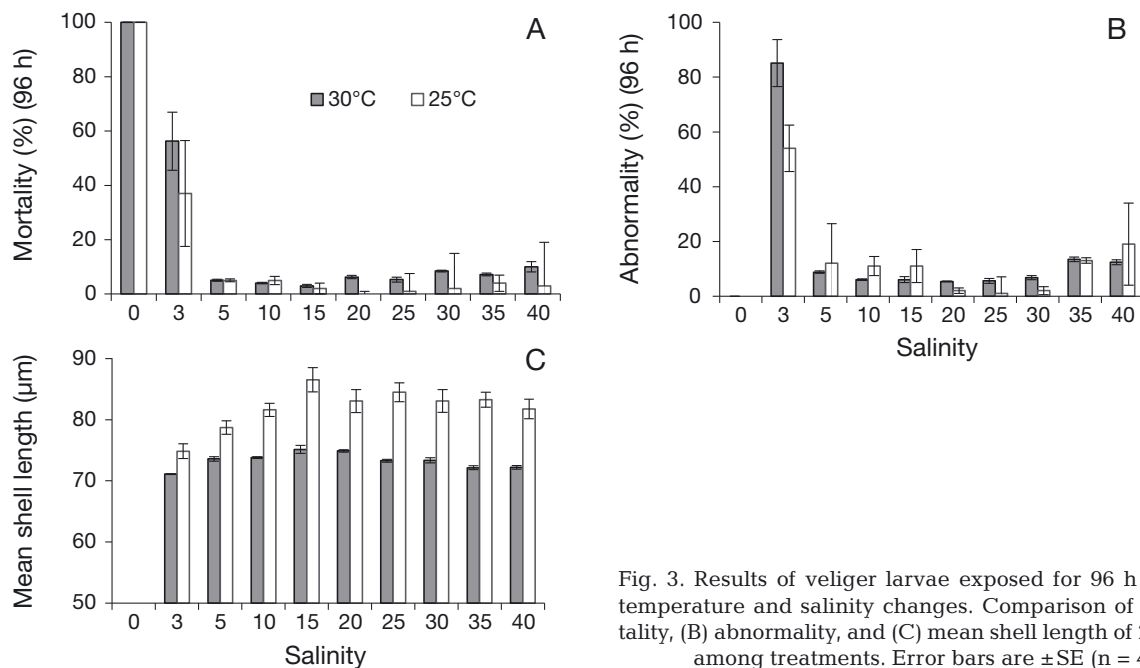 A
Mortality (%) (96 h)
100
80
60
40
20
0
30°C 25°C
0 3 5 10 15 20 25 30 35 40
B
Abnormality (%) (96 h)
100
80
60
40
20
0
0 3 5 10 15 20 25 30 35 40
Salinity
C
Mean shell length (µm)
90
80
70
60
50
0 3 5 10 15 20 25 30 35 40
Salinity
Fig. 3. Results of veliger larvae exposed for 96 h
temperature and salinity changes. Comparison of
tality, (B) abnormality, and (C) mean shell length of
among treatments. Error bars are ±SE (n = 4